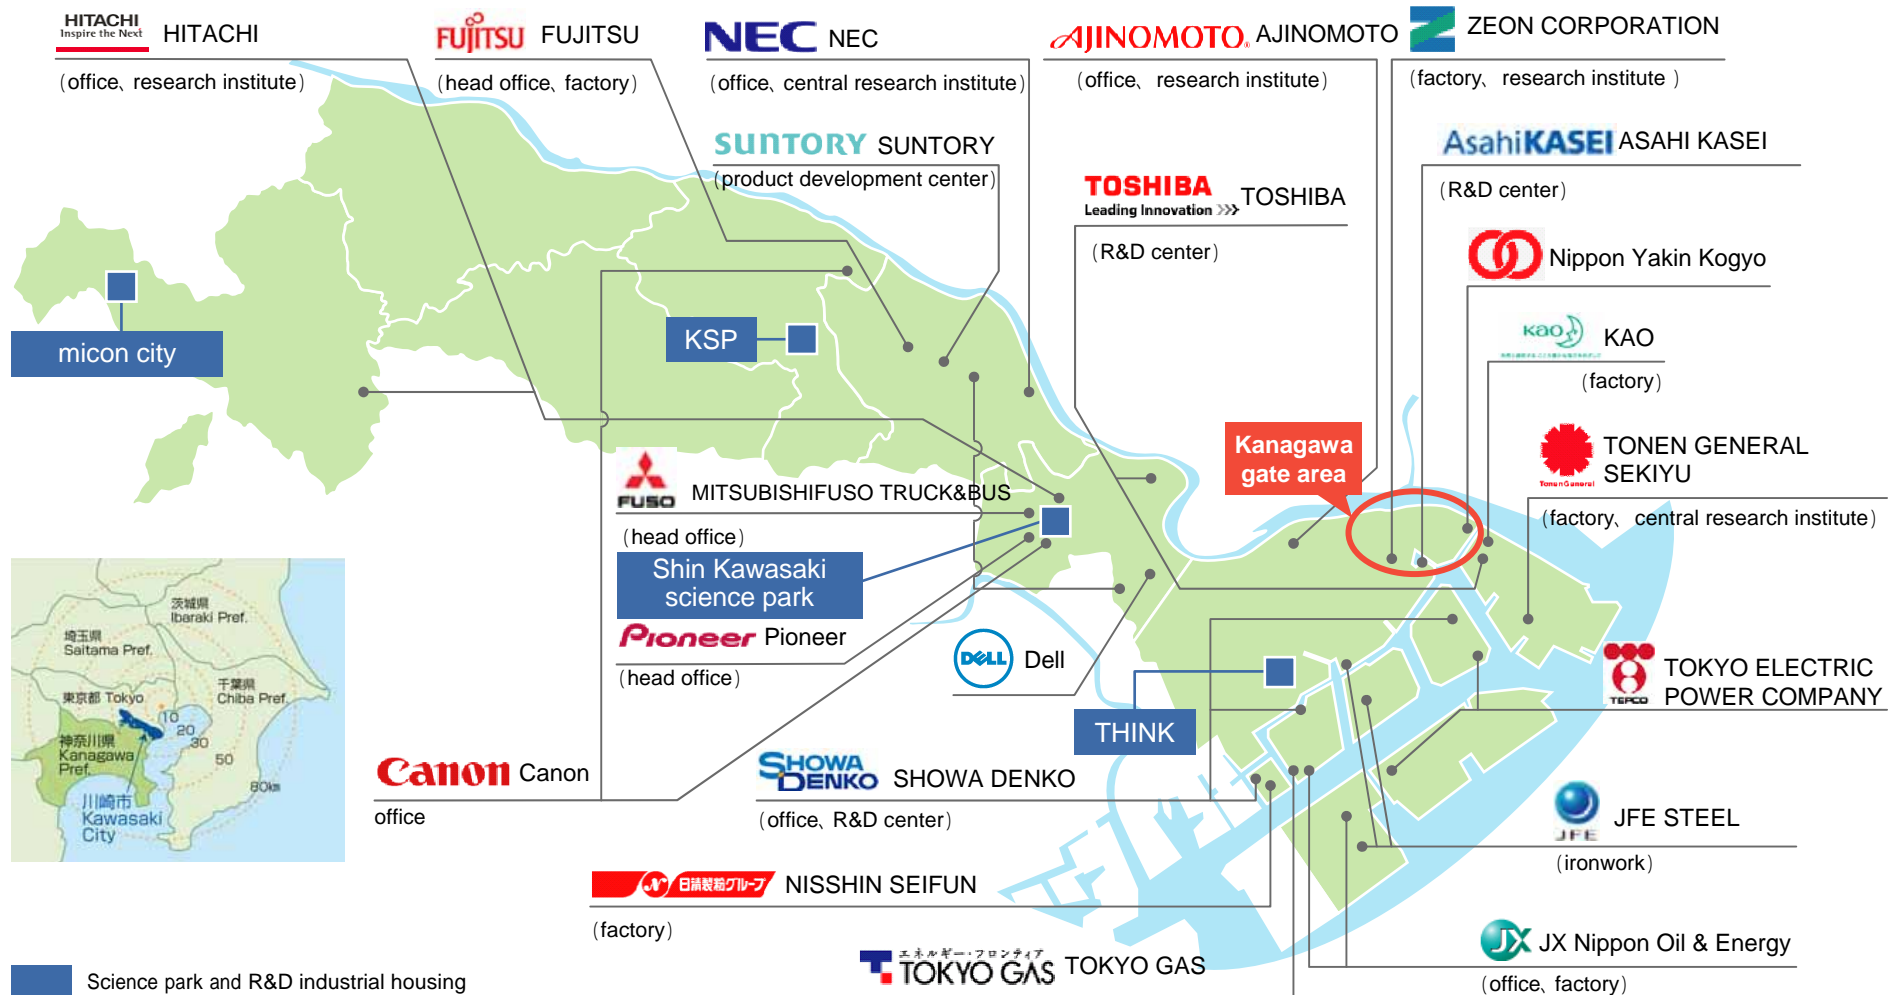 HITACHI
Inspire the Next
HITACHI
(office、research institute)
FUJITSU
FUJITSU
(head office、factory)
NEC
NEC
(office、central research institute)
AJINOMOTO
AJINOMOTO
(office、 research institute)
ZEON CORPORATION
(factory、 research institute )
SUNTORY
SUNTORY
(product development center)
TOSHIBA
Leading Innovation >>>
TOSHIBA
(R&D center)
AsahiKASEI
ASAHI KASEI
(R&D center)
Nippon Yakin Kogyo
Kao
KAO
(factory)
TonenGeneral
TONEN GENERAL
SEKIYU
(factory、 central research institute)
micon city
KSP
Kanagawa
gate area
FUSO
MITSUBISHIFUSO TRUCK&BUS
(head office)
Shin Kawasaki
science park
Pioneer
Pioneer
(head office)
DELL
Dell
THINK
TEPCO
TOKYO ELECTRIC
POWER COMPANY
茨城県
Ibaraki Pref.
埼玉県
Saitama Pref.
東京都 Tokyo
千葉県
Chiba Pref.
10
20
30
50
80km
神奈川県
Kanagawa
Pref.
川崎市
Kawasaki
City
Canon
Canon
office
SHOWA
DENKO
SHOWA DENKO
(office、R&D center)
JFE
JFE STEEL
(ironwork)
日清製粉グループ
NISSHIN SEIFUN
(factory)
エネルギー・フロンティア
TOKYO GAS
TOKYO GAS
JX
JX Nippon Oil & Energy
(office、factory)
Science park and R&D industrial housing